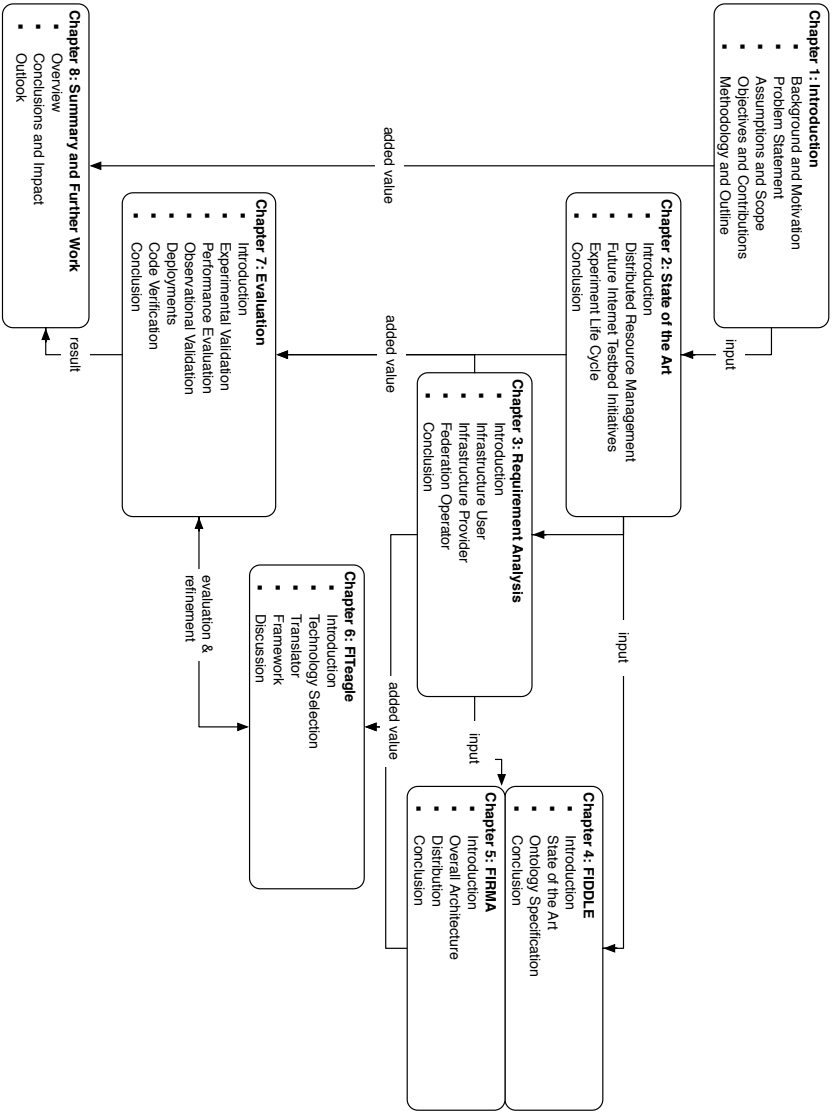 Chapter 1: Introduction
▪ Background and Motivation
▪ Problem Statement
▪ Assumptions and Scope
▪ Objectives and Contributions
▪ Methodology and Outline
input
added value
Chapter 2: State of the Art
▪ Introduction
▪ Distributed Resource Management
▪ Future Internet Testbed Initiatives
▪ Experiment Life Cycle
▪ Conclusion
input
added value
Chapter 3: Requirement Analysis
▪ Introduction
▪ Infrastructure User
▪ Infrastructure Provider
▪ Federation Operator
▪ Conclusion
input
added value
Chapter 4: FIDDLE
▪ Introduction
▪ State of the Art
▪ Ontology Specification
▪ Conclusion
Chapter 5: FIRMA
▪ Introduction
▪ Overall Architecture
▪ Distribution
▪ Conclusion
Chapter 6: FITeagle
▪ Introduction
▪ Technology Selection
▪ Translator
▪ Framework
▪ Discussion
evaluation &
refinement
Chapter 7: Evaluation
▪ Introduction
▪ Experimental Validation
▪ Performance Evaluation
▪ Observational Validation
▪ Deployments
▪ Code Verification
▪ Conclusion
result
Chapter 8: Summary and Further Work
▪ Overview
▪ Conclusions and Impact
▪ Outlook